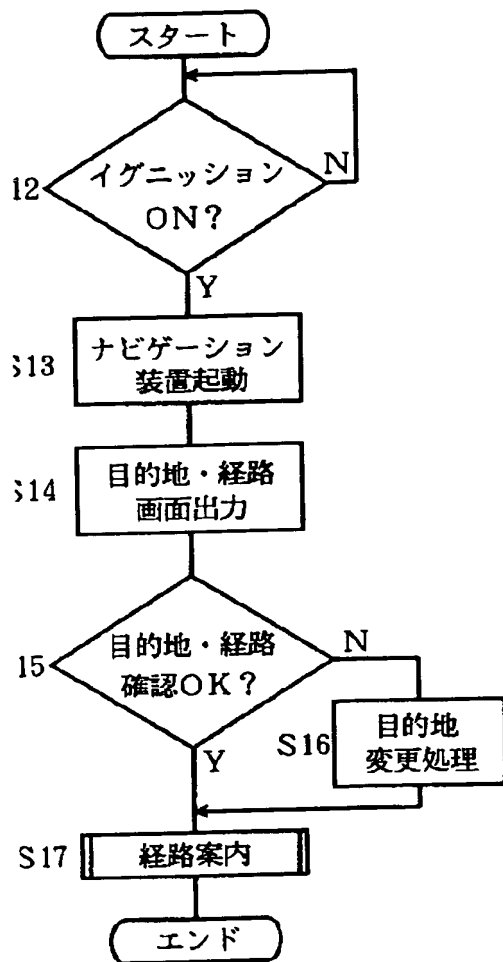 スタート
イグニッション
N
12
ON?
Y
ナビゲーション
S13
装置起動
目的地・経路
S14
画面出力
目的地・経路
N
15
確認OK?
目的地
S16
変更処理
Y
S17
経路案内
エンド